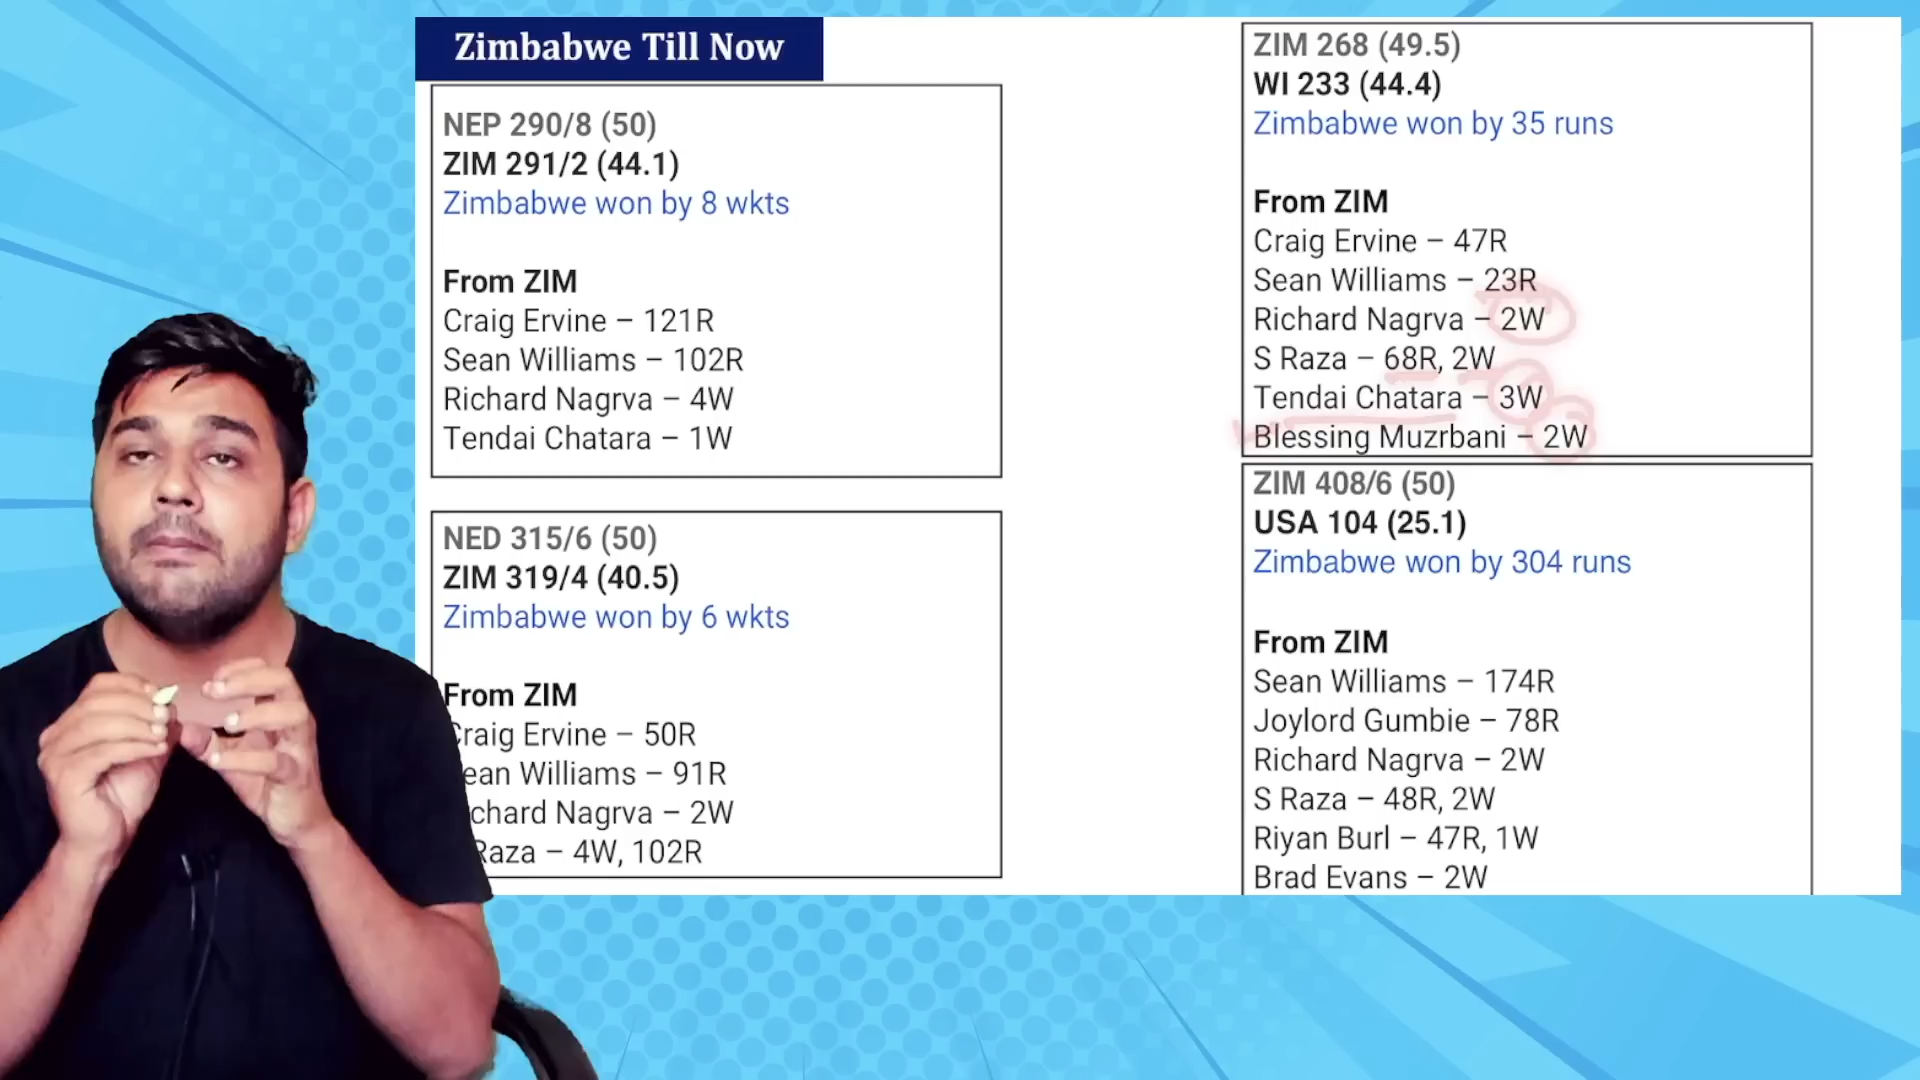 Zimbabwe Till Now
NEP 290/8 (50)
ZIM 291/2 (44.1)
Zimbabwe won by 8 wkts
From ZIM
Craig Ervine – 121R
Sean Williams – 102R
Richard Nagrva – 4W
Tendai Chatara – 1W
NED 315/6 (50)
ZIM 319/4 (40.5)
Zimbabwe won by 6 wkts
From ZIM
Craig Ervine – 50R
ean Williams – 91R
chard Nagrva – 2W
Raza – 4W, 102R
ZIM 268 (49.5)
WI 233 (44.4)
Zimbabwe won by 35 runs
From ZIM
Craig Ervine – 47R
Sean Williams – 23R
Richard Nagrva – 2W
S Raza – 68R, 2W
Tendai Chatara – 3W
Blessing Muzrbani – 2W
ZIM 408/6 (50)
USA 104 (25.1)
Zimbabwe won by 304 runs
From ZIM
Sean Williams – 174R
Joylord Gumbie – 78R
Richard Nagrva – 2W
S Raza – 48R, 2W
Riyan Burl – 47R, 1W
Brad Evans – 2W